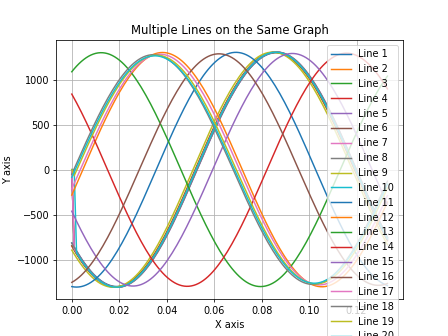 Multiple Lines on the Same Graph
Y axis
1000
500
0
−500
−1000
0.00
0.02
0.04
0.06
0.08
0.10
X axis
Line 1
Line 2
Line 3
Line 4
Line 5
Line 6
Line 7
Line 8
Line 9
Line 10
Line 11
Line 12
Line 13
Line 14
Line 15
Line 16
Line 17
Line 18
Line 19
Line 20